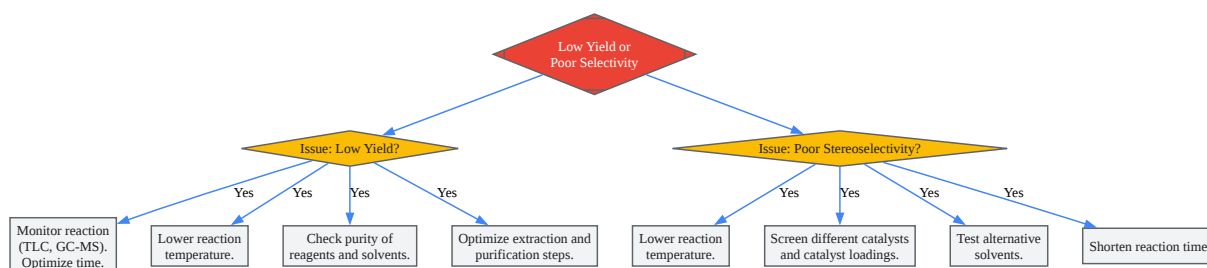 Low Yield or
Poor Selectivity
Issue: Low Yield?
Issue: Poor Stereoselectivity?
Yes
Yes
Yes
Yes
Yes
Yes
Yes
Yes
Monitor reaction
(TLC, GC-MS).
Optimize time.
Lower reaction
temperature.
Check purity of
reagents and solvents.
Optimize extraction and
purification steps.
Lower reaction
temperature.
Screen different catalysts
and catalyst loadings.
Test alternative
solvents.
Shorten reaction time